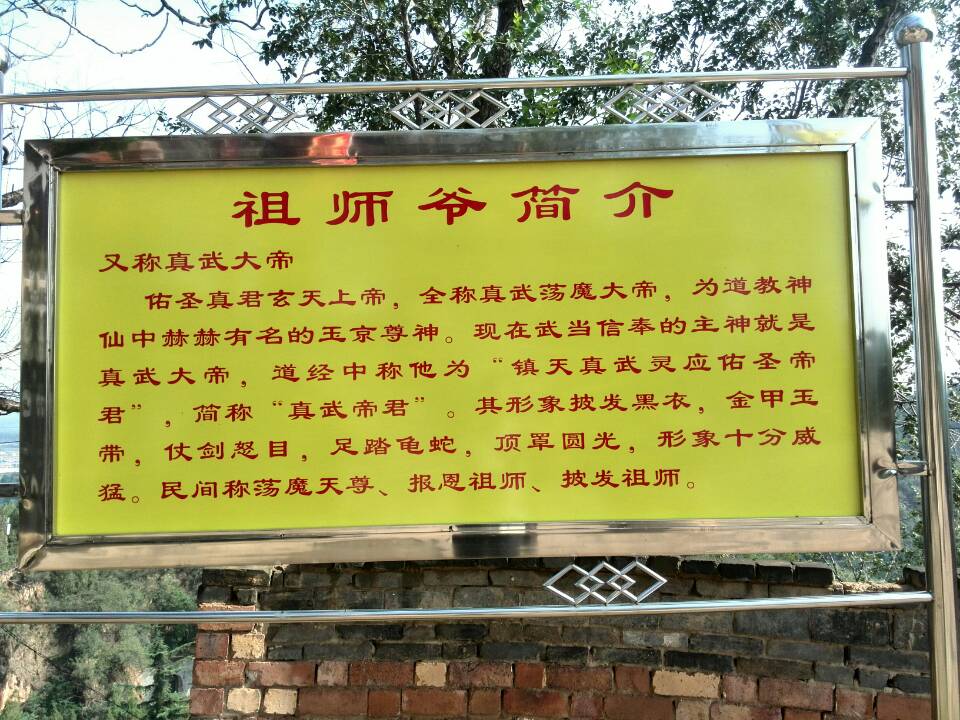 祖师爷简介
又称真武大帝
佑圣真君玄天上帝，全称真武荡魔大帝，为道教神
仙中赫赫有名的玉京尊神。现在武当信奉的主神就是
真武大帝，道经中称他为“镇天真武灵应佑圣帝
君”，简称“真武帝君”。其形象披发黑衣，金甲玉
带，仗剑怒目，足踏龟蛇，顶罩圆光，形象十分威
猛。民间称荡魔天尊、报恩祖师、披发祖师。